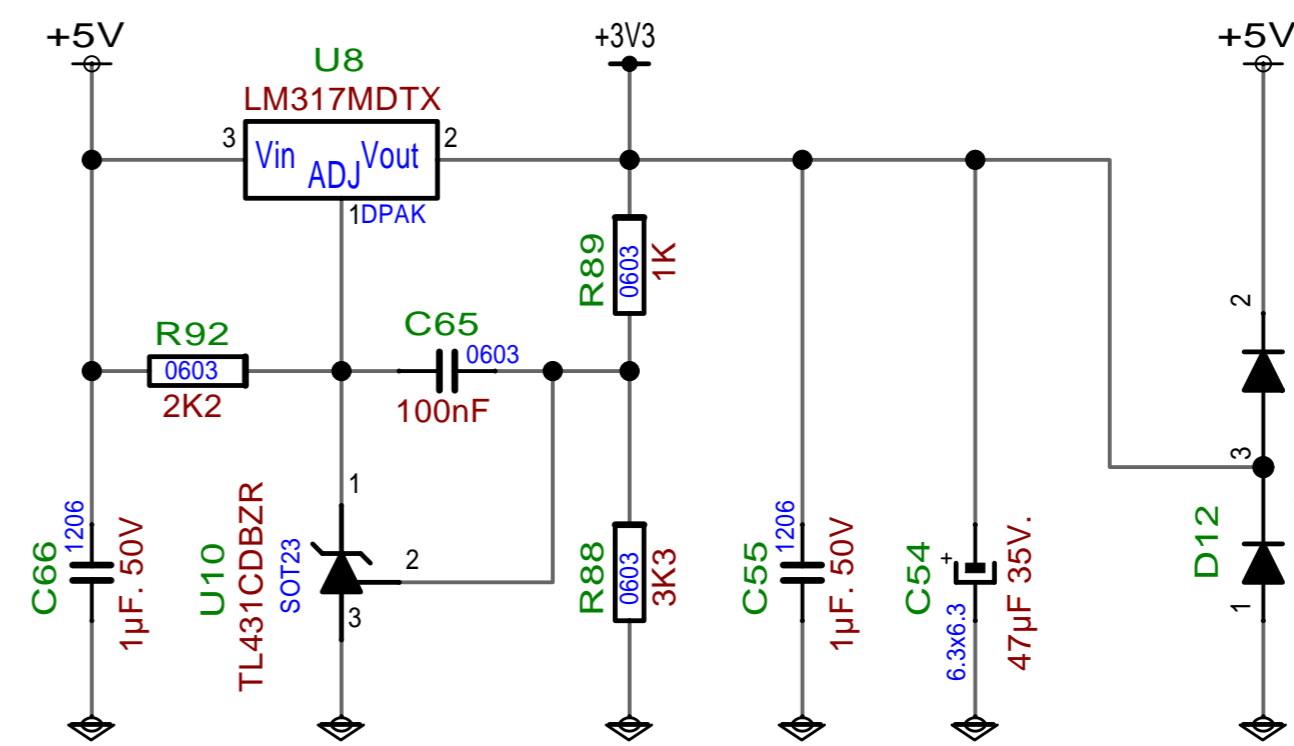 +5V
+3V3
+5V
U8
LM317MDTX
3
Vin
ADJ
Vout
2
1
DPAK
R89
0603
1K
R92
0603
2K2
C65
0603
100nF
2
3
D12
1
C66
1206
1µF. 50V
U10
TL431CDBZR
SOT23
1
2
3
R88
0603
3K3
C55
1206
1µF. 50V
C54
+
6.3x6.3
47µF 35V.